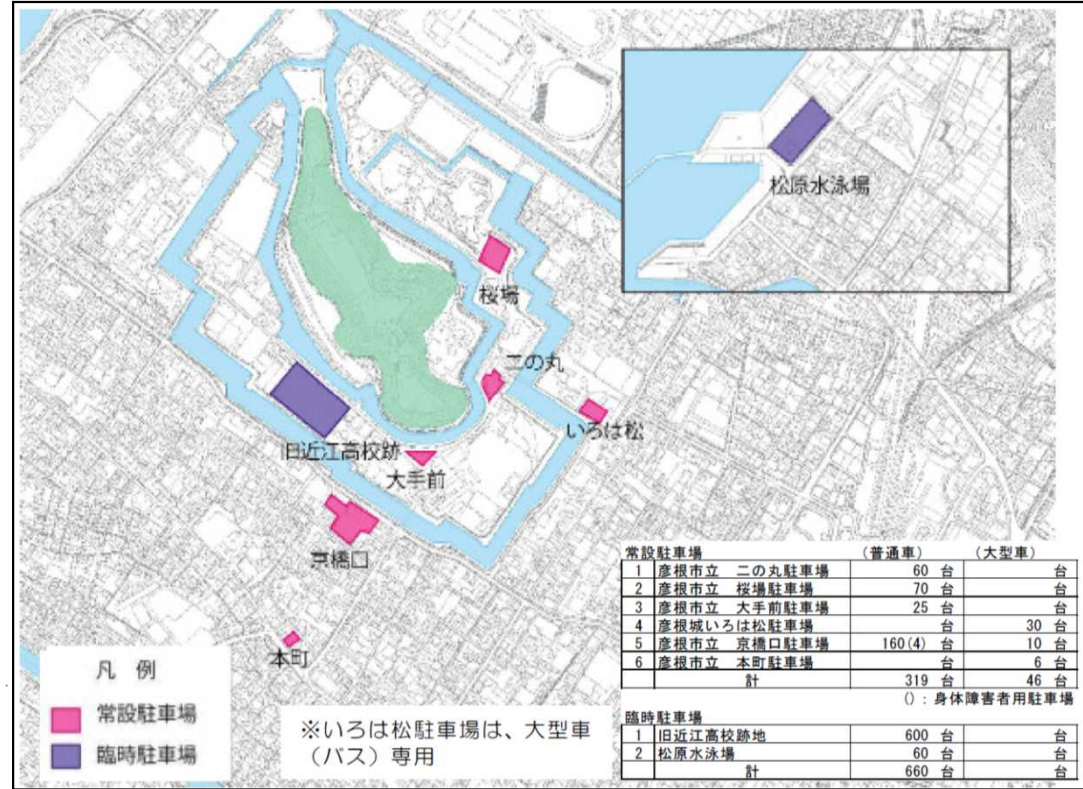 松原水泳場
桜場
二の丸
いろは松
旧近江高校跡
大手前
京橋口
本町
凡 例
常設駐車場
臨時駐車場
※いろは松駐車場は、大型車
（バス）専用
常設駐車場 （普通車） （大型車）
1 彦根市立 二の丸駐車場 60 台 台
2 彦根市立 桜場駐車場 70 台 台
3 彦根市立 大手前駐車場 25 台 台
4 彦根城いろは松駐車場 台 30 台
5 彦根市立 京橋口駐車場 160(4) 台 10 台
6 彦根市立 本町駐車場 台 6 台
計 319 台 46 台
()：身体障害者用駐車場
臨時駐車場
1 旧近江高校跡地 600 台 台
2 松原水泳場 60 台 台
計 660 台 台